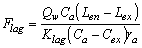 F_lag = Q_w C_a (L_en − L_ex) / K_lag (C_a − C_ex) γ_a